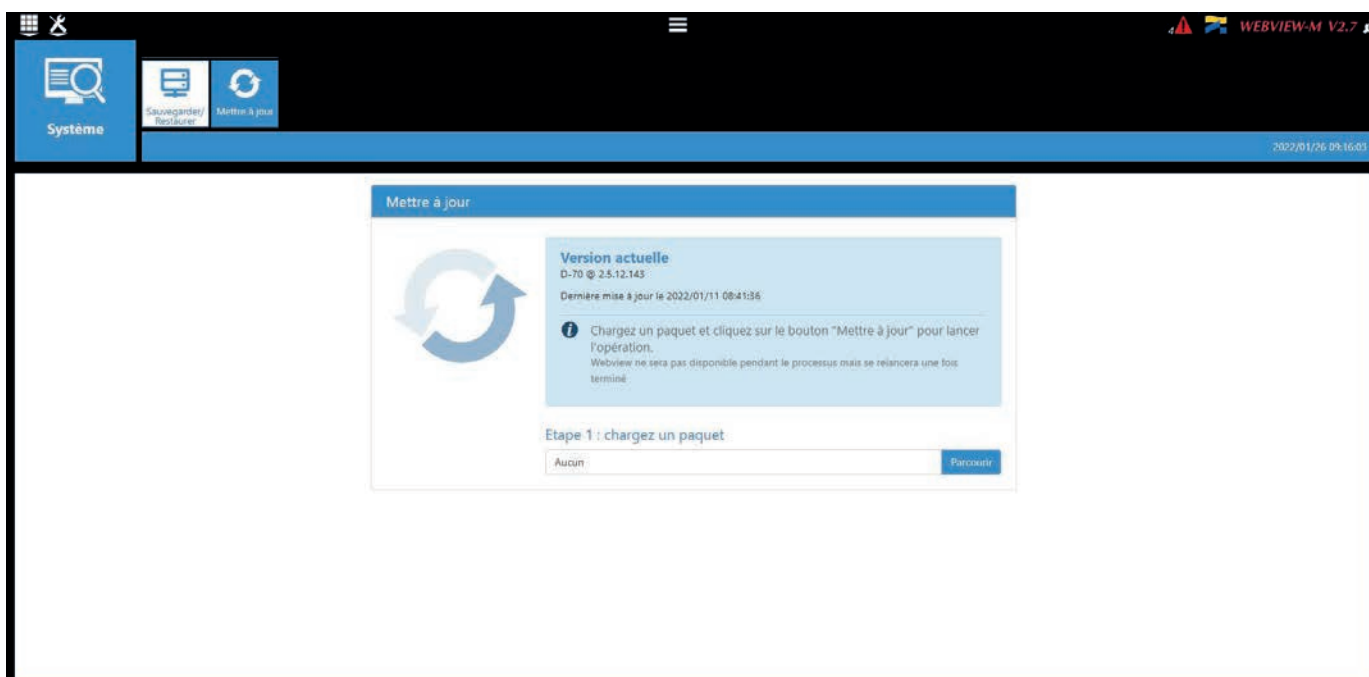 WEBVIEW-M V2.7
Système
Sauvegarder/
Restaurer
Mettre à jour
2022/01/26 09:16:03
Mettre à jour
Version actuelle
D-70 @ 2.5.12.143
Dernière mise à jour le 2022/01/11 08:41:36
Chargez un paquet et cliquez sur le bouton "Mettre à jour" pour lancer
l'opération.
Webview ne sera pas disponible pendant le processus mais se relancera une fois
terminé
Etape 1 : chargez un paquet
Aucun
Parcourir